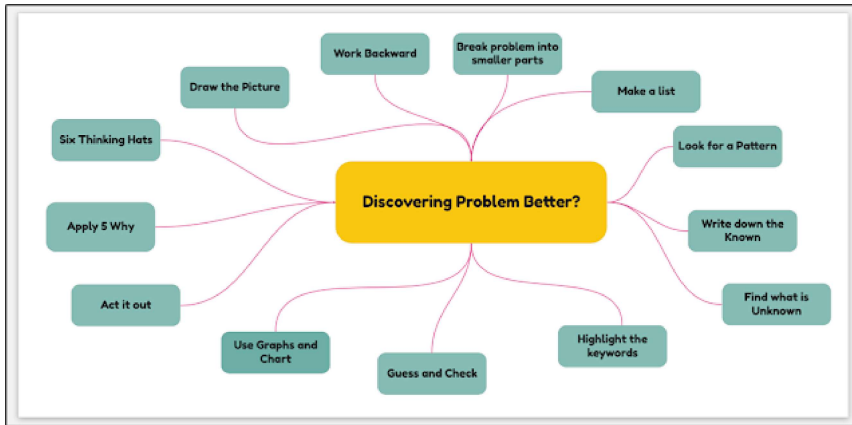 Work Backward
Break problem into
smaller parts
Draw the Picture
Make a list
Six Thinking Hats
Look for a Pattern
Discovering Problem Better?
Apply 5 Why
Write down the
Known
Act it out
Find what is
Unknown
Use Graphs and
Chart
Guess and Check
Highlight the
keywords